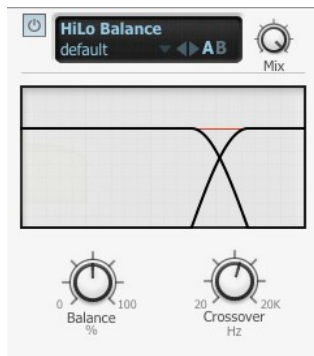 HiLo Balance
default
AB
Mix
0 100
Balance
%
20 20K
Crossover
Hz